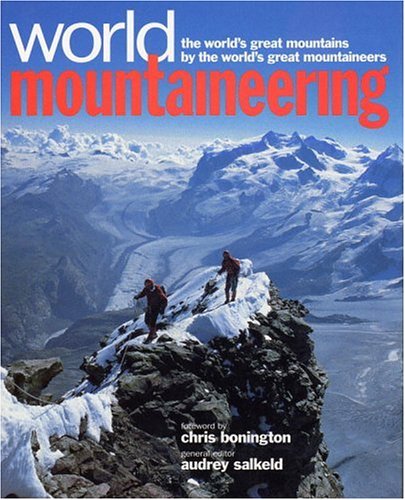 world
the world's great mountains
by the world's great mountaineers
mountaineering
foreword by
chris bonington
general editor
audrey salkeld